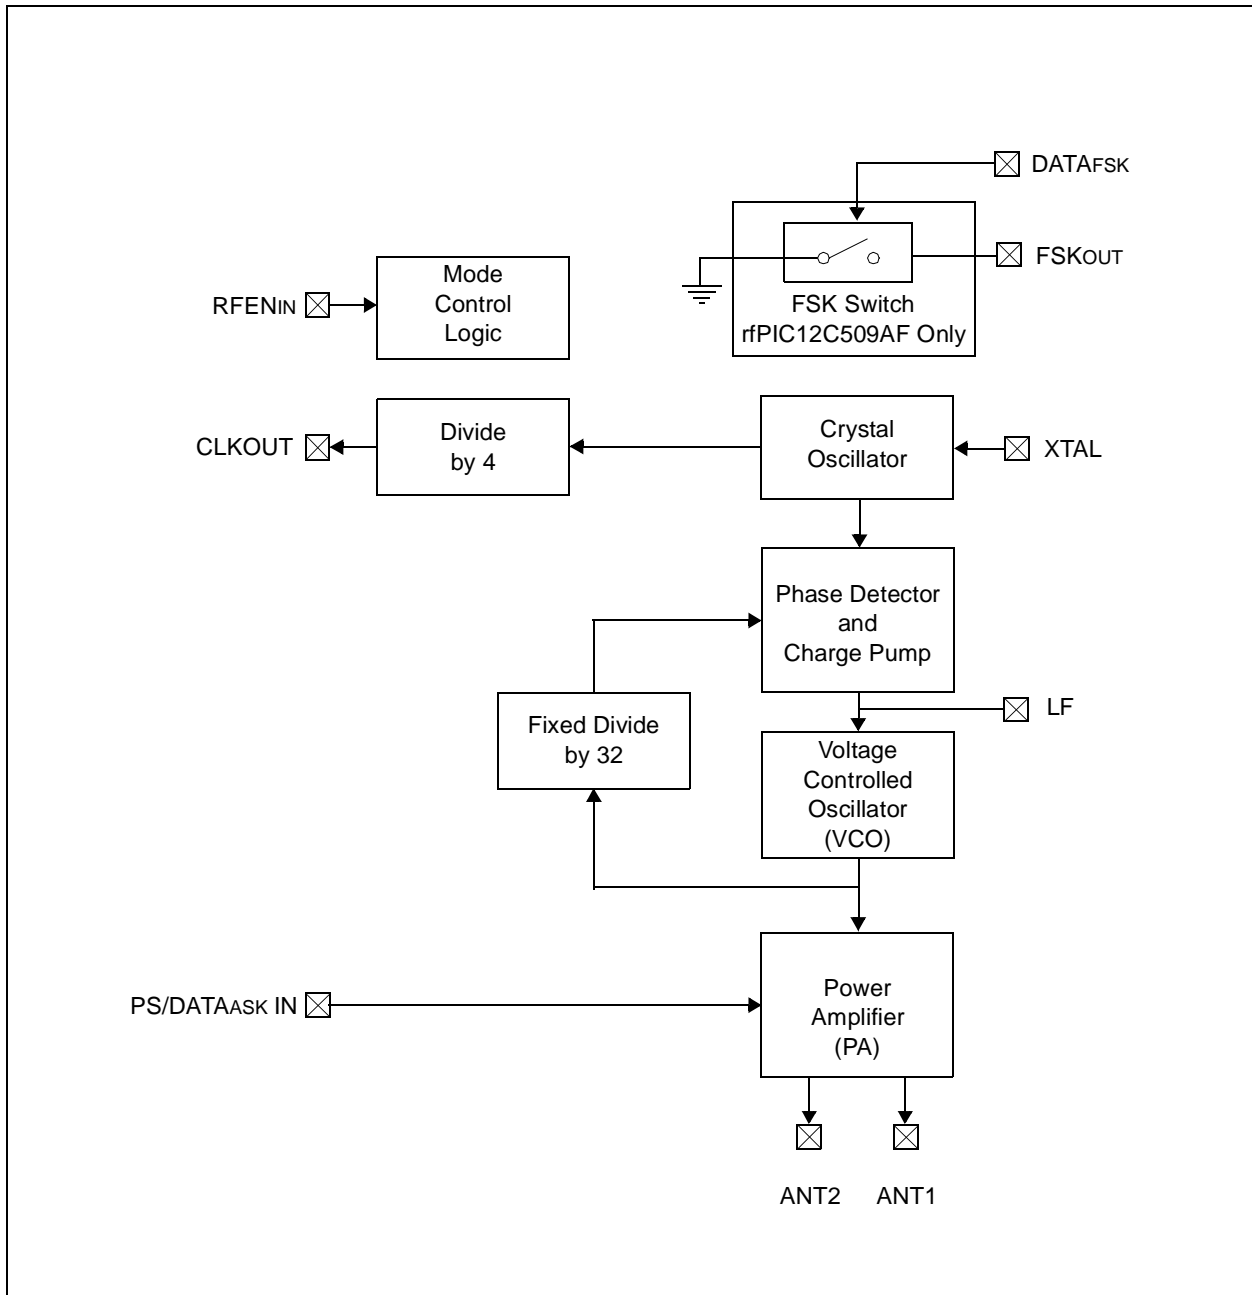 DATAFSK
FSKOUT
FSK Switch
rfPIC12C509AF Only
Mode
Control
Logic
RFENIN
CLKOUT
Divide
by 4
Crystal
Oscillator
XTAL
Phase Detector
and
Charge Pump
LF
Fixed Divide
by 32
Voltage
Controlled
Oscillator
(VCO)
PS/DATAASK IN
Power
Amplifier
(PA)
ANT2
ANT1